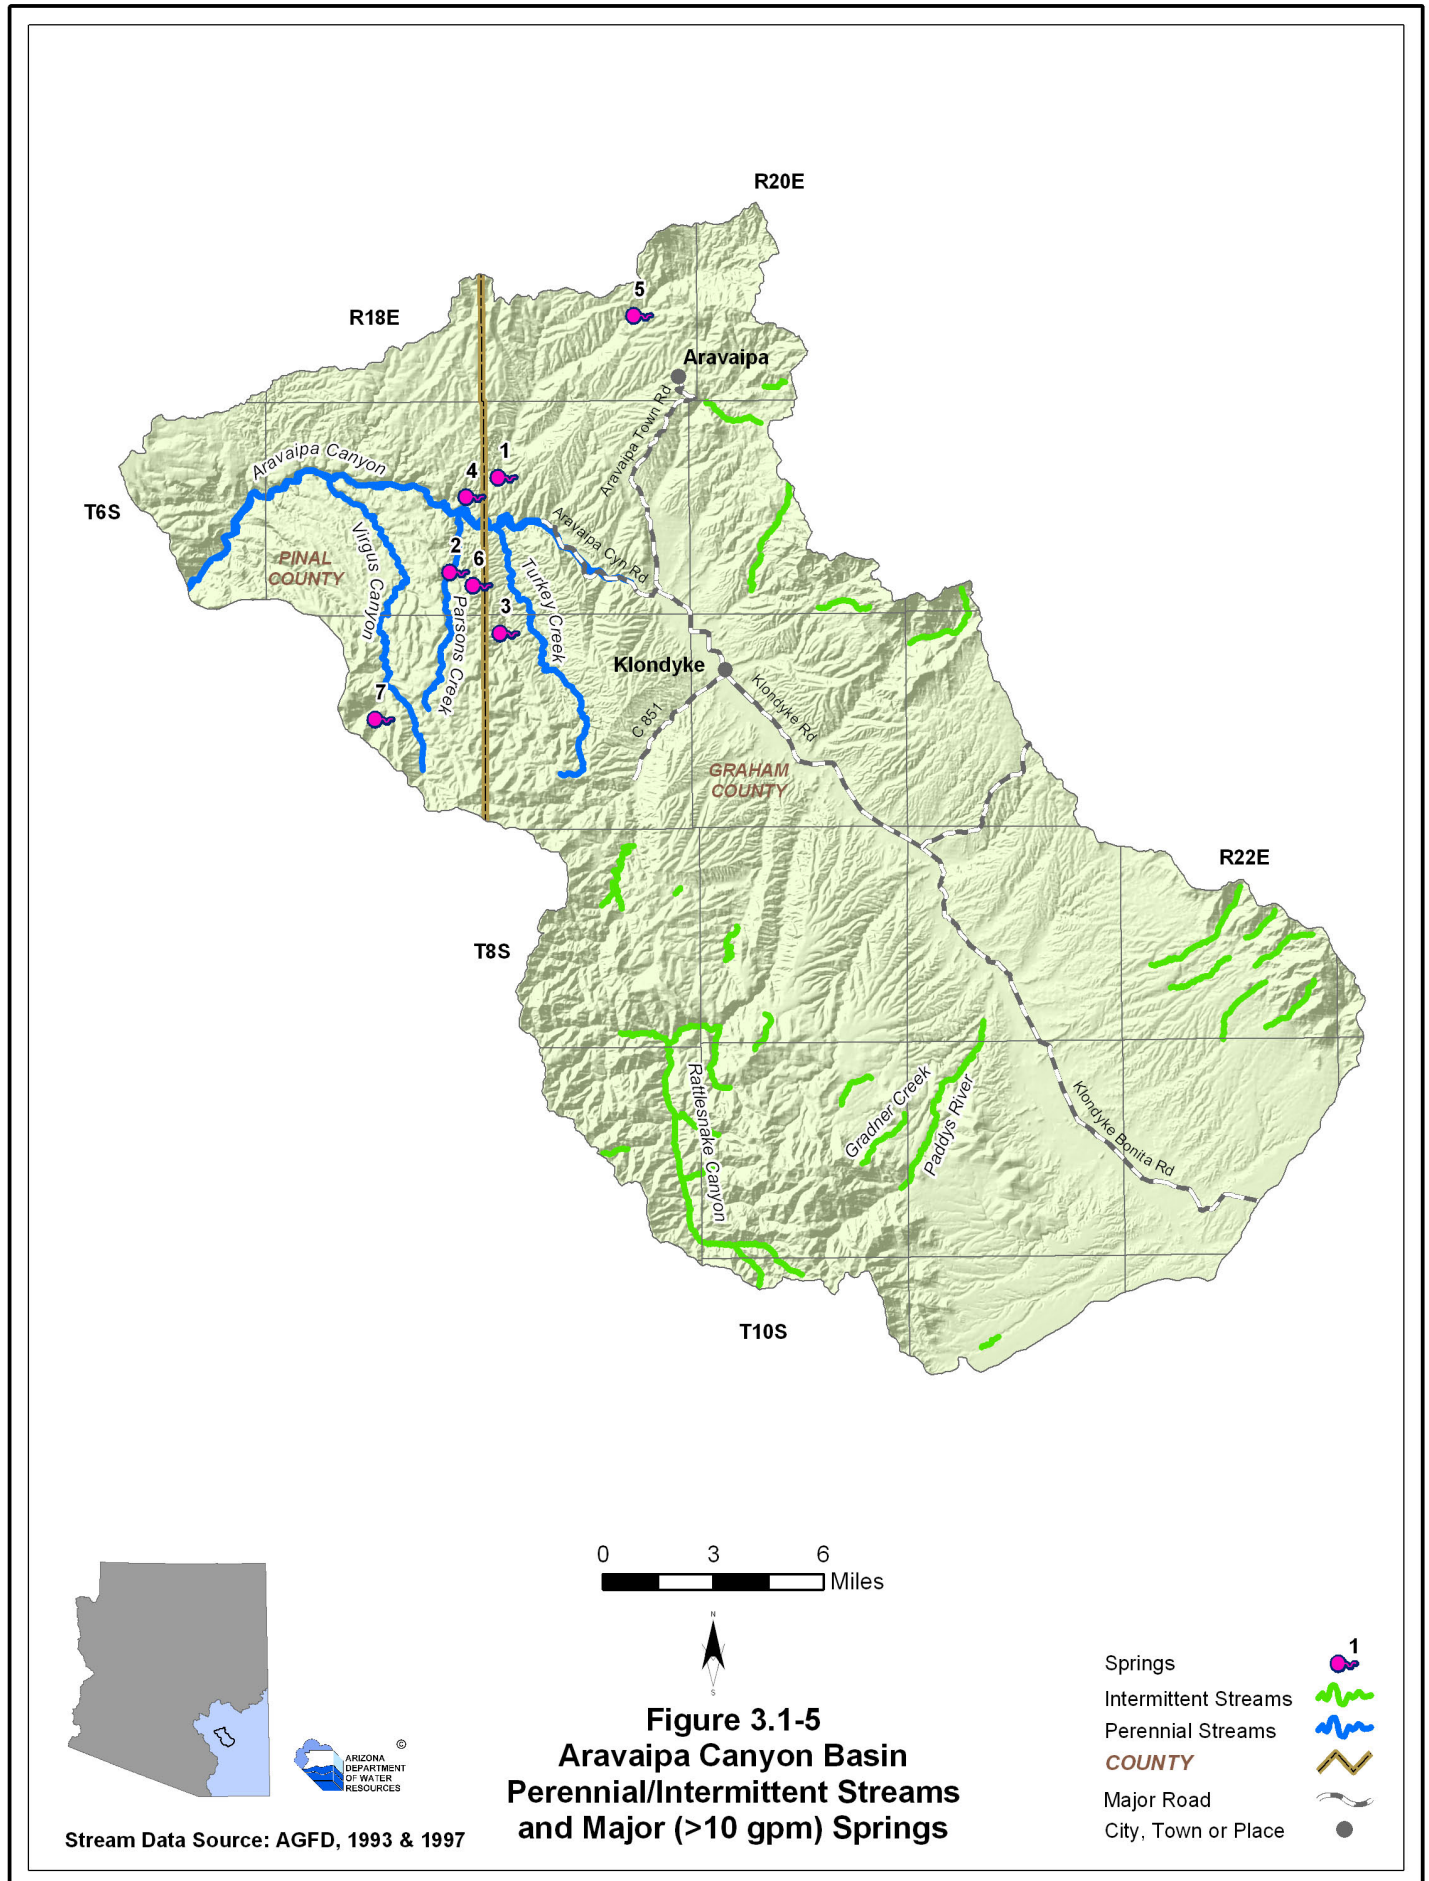 R20E
R18E
5
Aravaipa
Aravaipa Town Rd
Aravaipa Canyon
1
4
T6S
Aravaipa Cyn Rd
Virgus Canyon
PINAL
COUNTY
2
6
Turkey Creek
Parsons Creek
3
Klondyke
7
C 851
Klondyke Rd
GRAHAM
COUNTY
R22E
T8S
Rattlesnake Canyon
Gradner Creek
Paddys River
Klondyke Bonita Rd
T10S
0 3 6
Miles
N
S
Figure 3.1-5
Aravaipa Canyon Basin
Perennial/Intermittent Streams
and Major (>10 gpm) Springs
©
ARIZONA
DEPARTMENT
OF WATER
RESOURCES
Stream Data Source: AGFD, 1993 & 1997
1
Springs
Intermittent Streams
Perennial Streams
COUNTY
Major Road
City, Town or Place